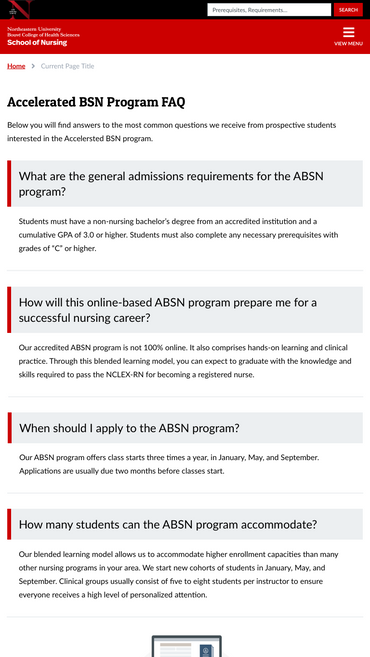 Prerequisites, Requirements...
SEARCH
Northeastern University
Bouvé College of Health Sciences
School of Nursing
VIEW MENU
Home > Current Page Title
Accelerated BSN Program FAQ
Below you will find answers to the most common questions we receive from prospective students
interested in the Accelersted BSN program.
What are the general admissions requirements for the ABSN
program?
Students must have a non-nursing bachelor's degree from an accredited institution and a
cumulative GPA of 3.0 or higher. Students must also complete any necessary prerequisites with
grades of "C" or higher.
How will this online-based ABSN program prepare me for a
successful nursing career?
Our accredited ABSN program is not 100% online. It also comprises hands-on learning and clinical
practice. Through this blended learning model, you can expect to graduate with the knowledge and
skills required to pass the NCLEX-RN for becoming a registered nurse.
When should I apply to the ABSN program?
Our ABSN program offers class starts three times a year, in January, May, and September.
Applications are usually due two months before classes start.
How many students can the ABSN program accommodate?
Our blended learning model allows us to accommodate higher enrollment capacities than many
other nursing programs in your area. We start new cohorts of students in January, May, and
September. Clinical groups usually consist of five to eight students per instructor to ensure
everyone receives a high level of personalized attention.